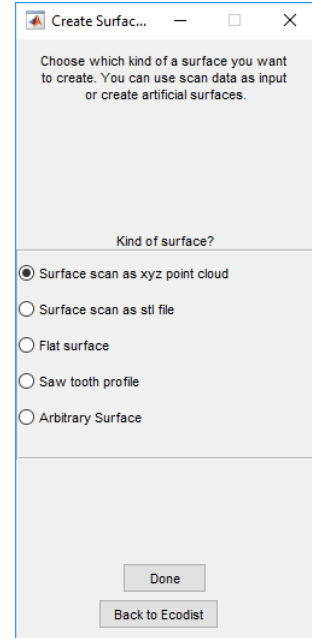 Create Surfac...
Choose which kind of a surface you want
to create. You can use scan data as input
or create artificial surfaces.
Kind of surface?
Surface scan as xyz point cloud
Surface scan as stl file
Flat surface
Saw tooth profile
Arbitrary Surface
Done
Back to Ecodist